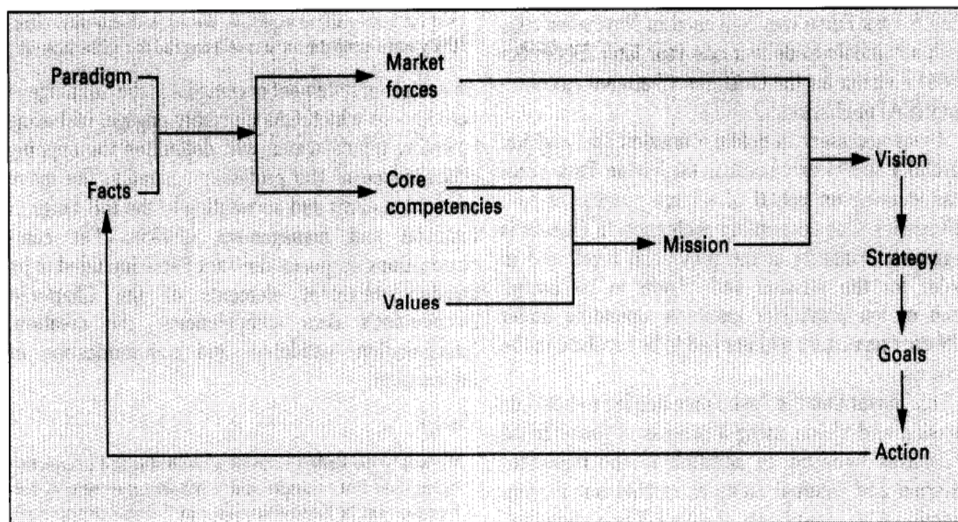 Paradigm
Market
forces
Vision
Facts
Core
competencies
Mission
Strategy
Values
Goals
Action